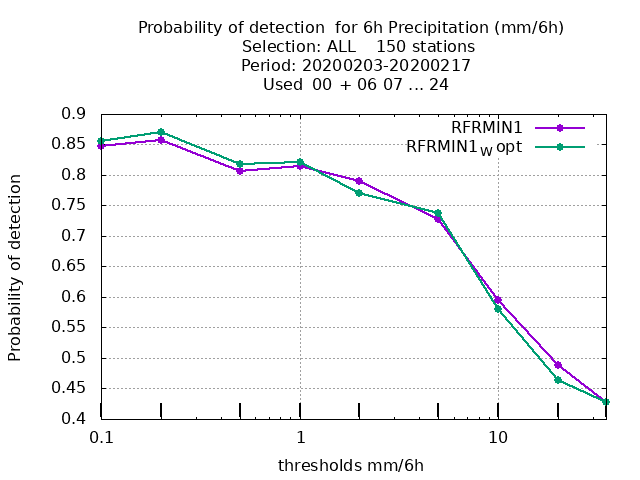 Probability of detection  for 6h Precipitation (mm/6h)
Selection: ALL    150 stations
Period: 20200203-20200217
Used  00 + 06 07 ... 24
RFRMIN1
RFRMIN1W opt
0.9
0.85
0.8
0.75
0.7
0.65
0.6
0.55
0.5
0.45
0.4
Probability of detection
0.1 1 10
thresholds mm/6h